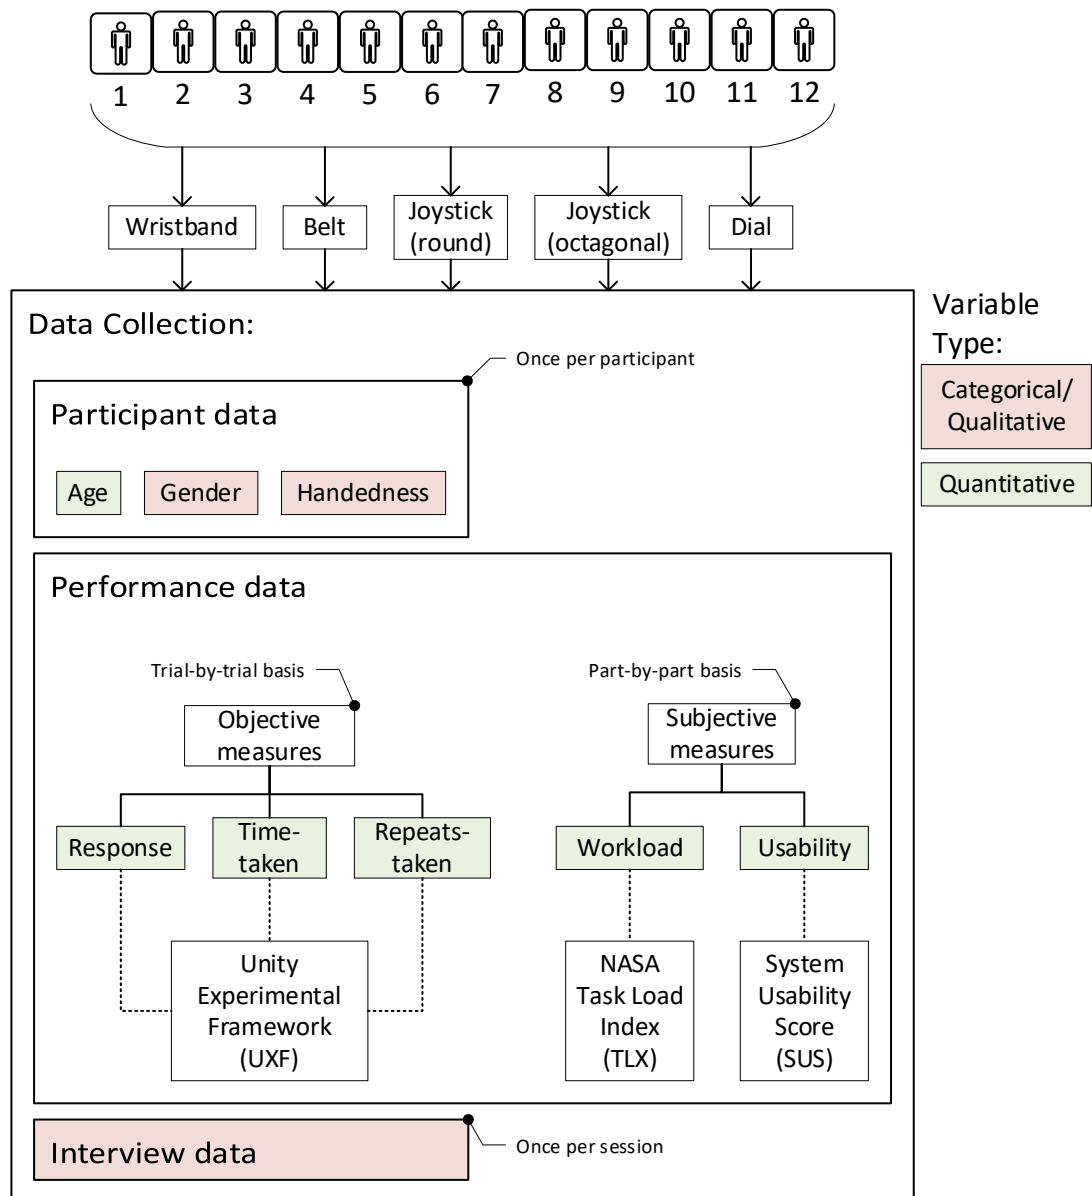 1 2 3 4 5 6 7 8 9 10 11 12
Wristband
Belt
Joystick
(round)
Joystick
(octagonal)
Dial
Data Collection:
Variable
Type:
Categorical/
Qualitative
Quantitative
Once per participant
Participant data
Age
Gender
Handedness
Performance data
Trial-by-trial basis
Objective
measures
Response
Time-
taken
Repeats-
taken
Unity
Experimental
Framework
(UXF)
Part-by-part basis
Subjective
measures
Workload
Usability
NASA
Task Load
Index
(TLX)
System
Usability
Score
(SUS)
Interview data
Once per session